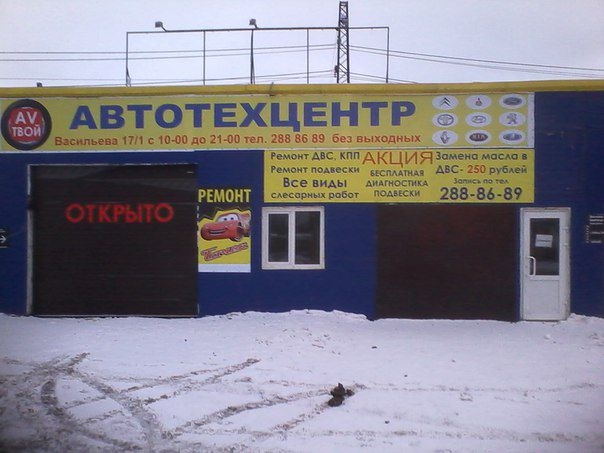 AV
ТВОЙ
АВТОТЕХЦЕНТР
Васильева 17/1 с 10-00 до 21-00 тел. 288 86 89 без выходных
Ремонт ДВС, КПП
Ремонт подвески
Все виды
слесарных работ
АКЦИЯ
БЕСПЛАТНАЯ
ДИАГНОСТИКА
ПОДВЕСКИ
Замена масла в
ДВС- 250 рублей
Запись по тел
288-86-89
ОТКРЫТО
РЕМОНТ